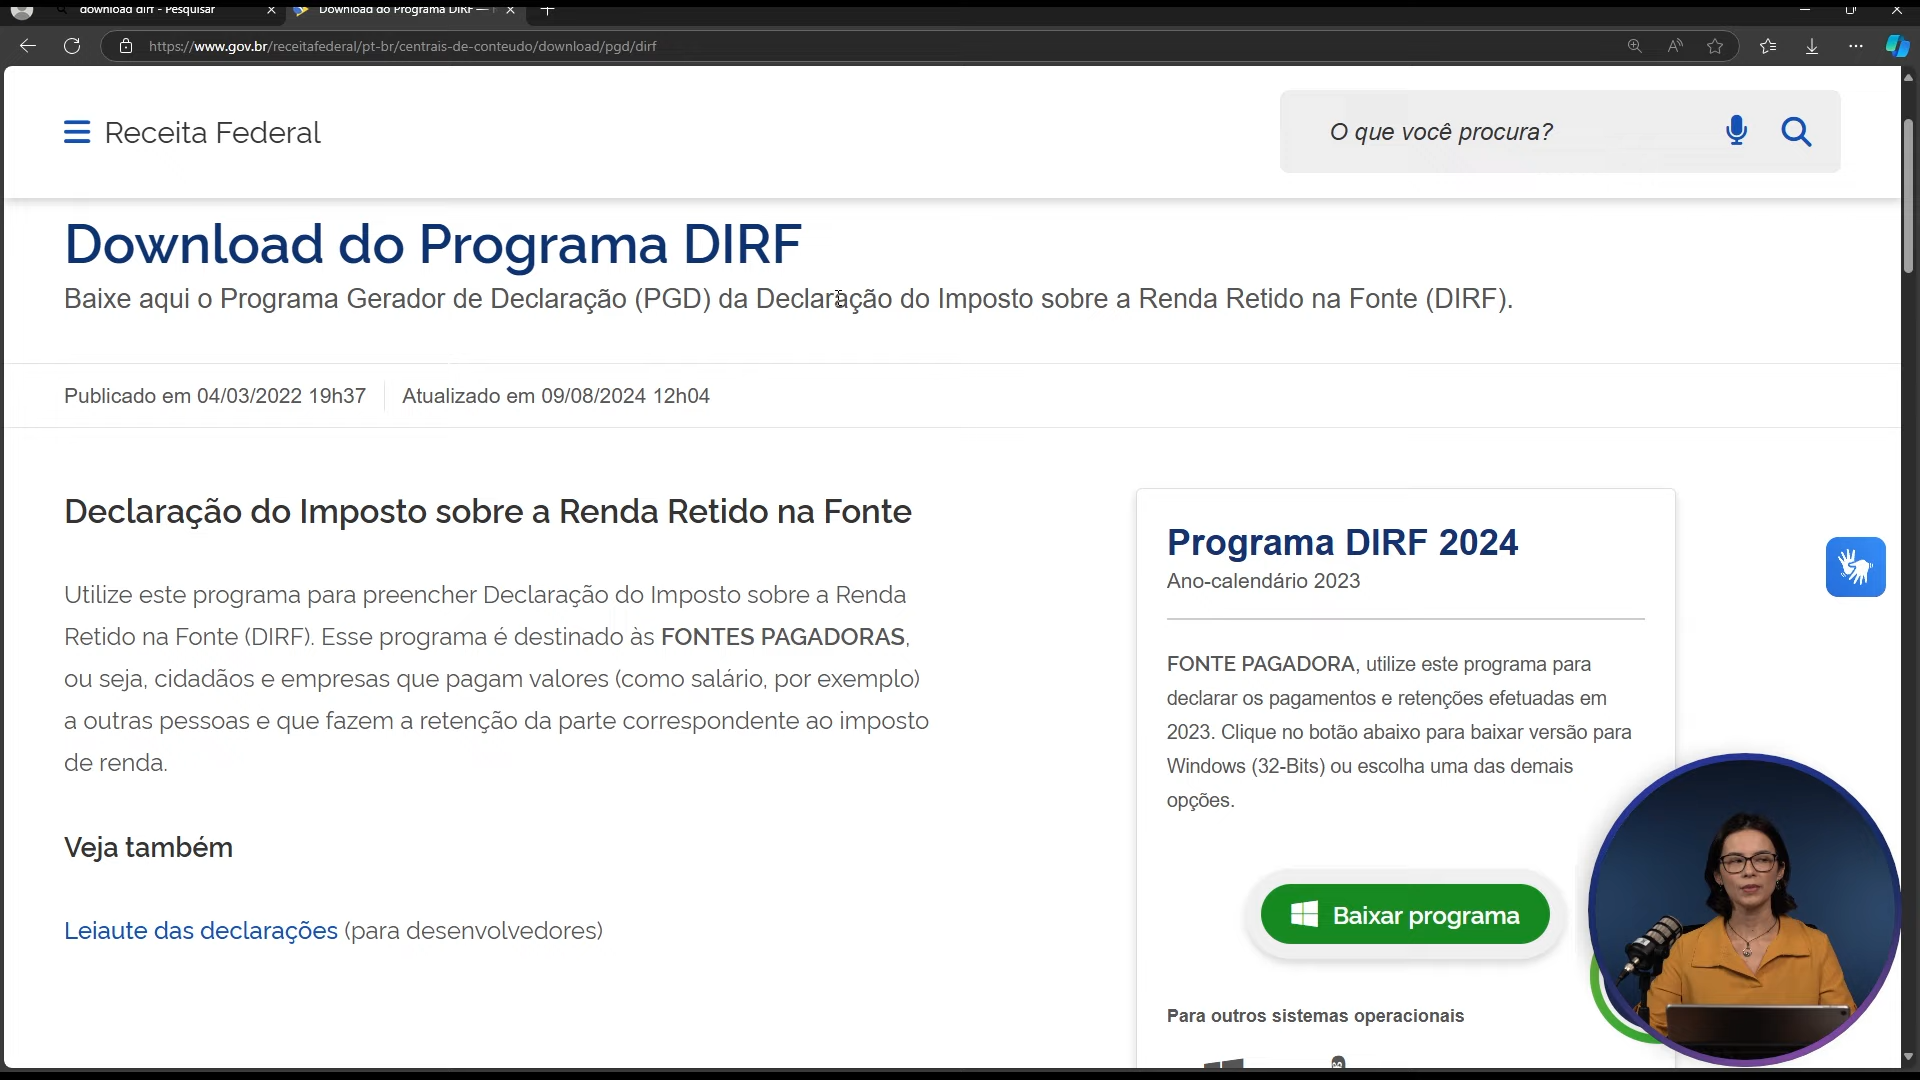 download dirf - Pesquisar
Download do Programa DIRF —
https://www.gov.br/receitafederal/pt-br/centrais-de-conteudo/download/pgd/dirf
Receita Federal
O que você procura?
Download do Programa DIRF
Baixe aqui o Programa Gerador de Declaração (PGD) da Declaração do Imposto sobre a Renda Retido na Fonte (DIRF).
Publicado em 04/03/2022 19h37
Atualizado em 09/08/2024 12h04
Declaração do Imposto sobre a Renda Retido na Fonte
Utilize este programa para preencher Declaração do Imposto sobre a Renda
Retido na Fonte (DIRF). Esse programa é destinado às FONTES PAGADORAS,
ou seja, cidadãos e empresas que pagam valores (como salário, por exemplo)
a outras pessoas e que fazem a retenção da parte correspondente ao imposto
de renda.
Veja também
Leiaute das declarações (para desenvolvedores)
Programa DIRF 2024
Ano-calendário 2023
FONTE PAGADORA, utilize este programa para
declarar os pagamentos e retenções efetuadas em
2023. Clique no botão abaixo para baixar versão para
Windows (32-Bits) ou escolha uma das demais
opções.
Baixar programa
Para outros sistemas operacionais